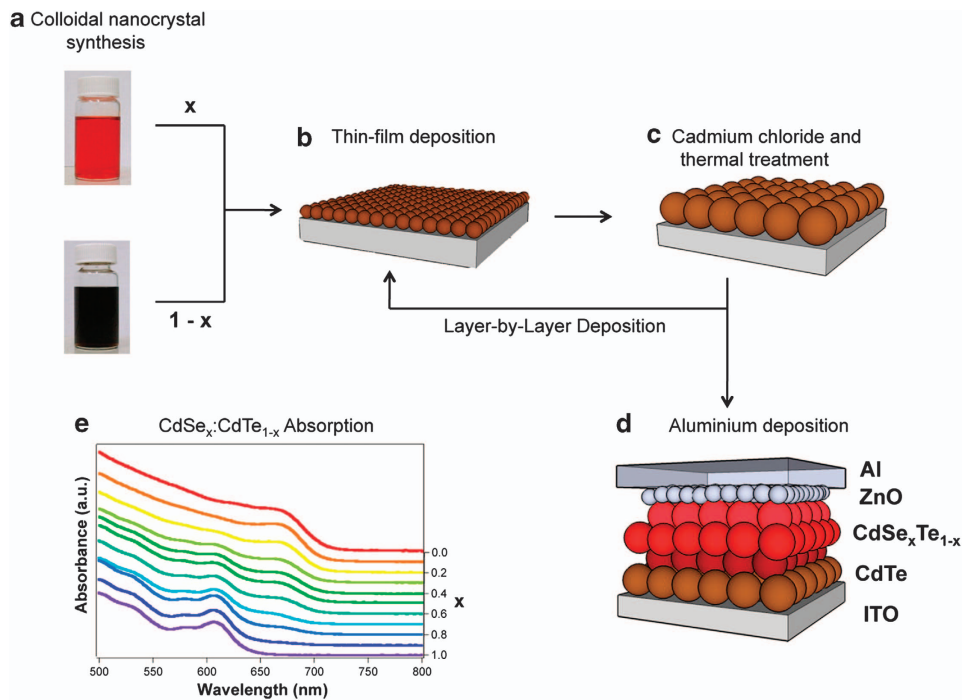 a Colloidal nanocrystal
synthesis
x
1 - x
b Thin-film deposition
c Cadmium chloride and
thermal treatment
Layer-by-Layer Deposition
d Aluminium deposition
Al
ZnO
CdSeₓTe₁₋ₓ
CdTe
ITO
e CdSeₓ:CdTe₁₋ₓ Absorption
Absorbance (a.u.)
0.0
0.2
0.4
0.6
0.8
1.0
x
500 550 600 650 700 750 800
Wavelength (nm)